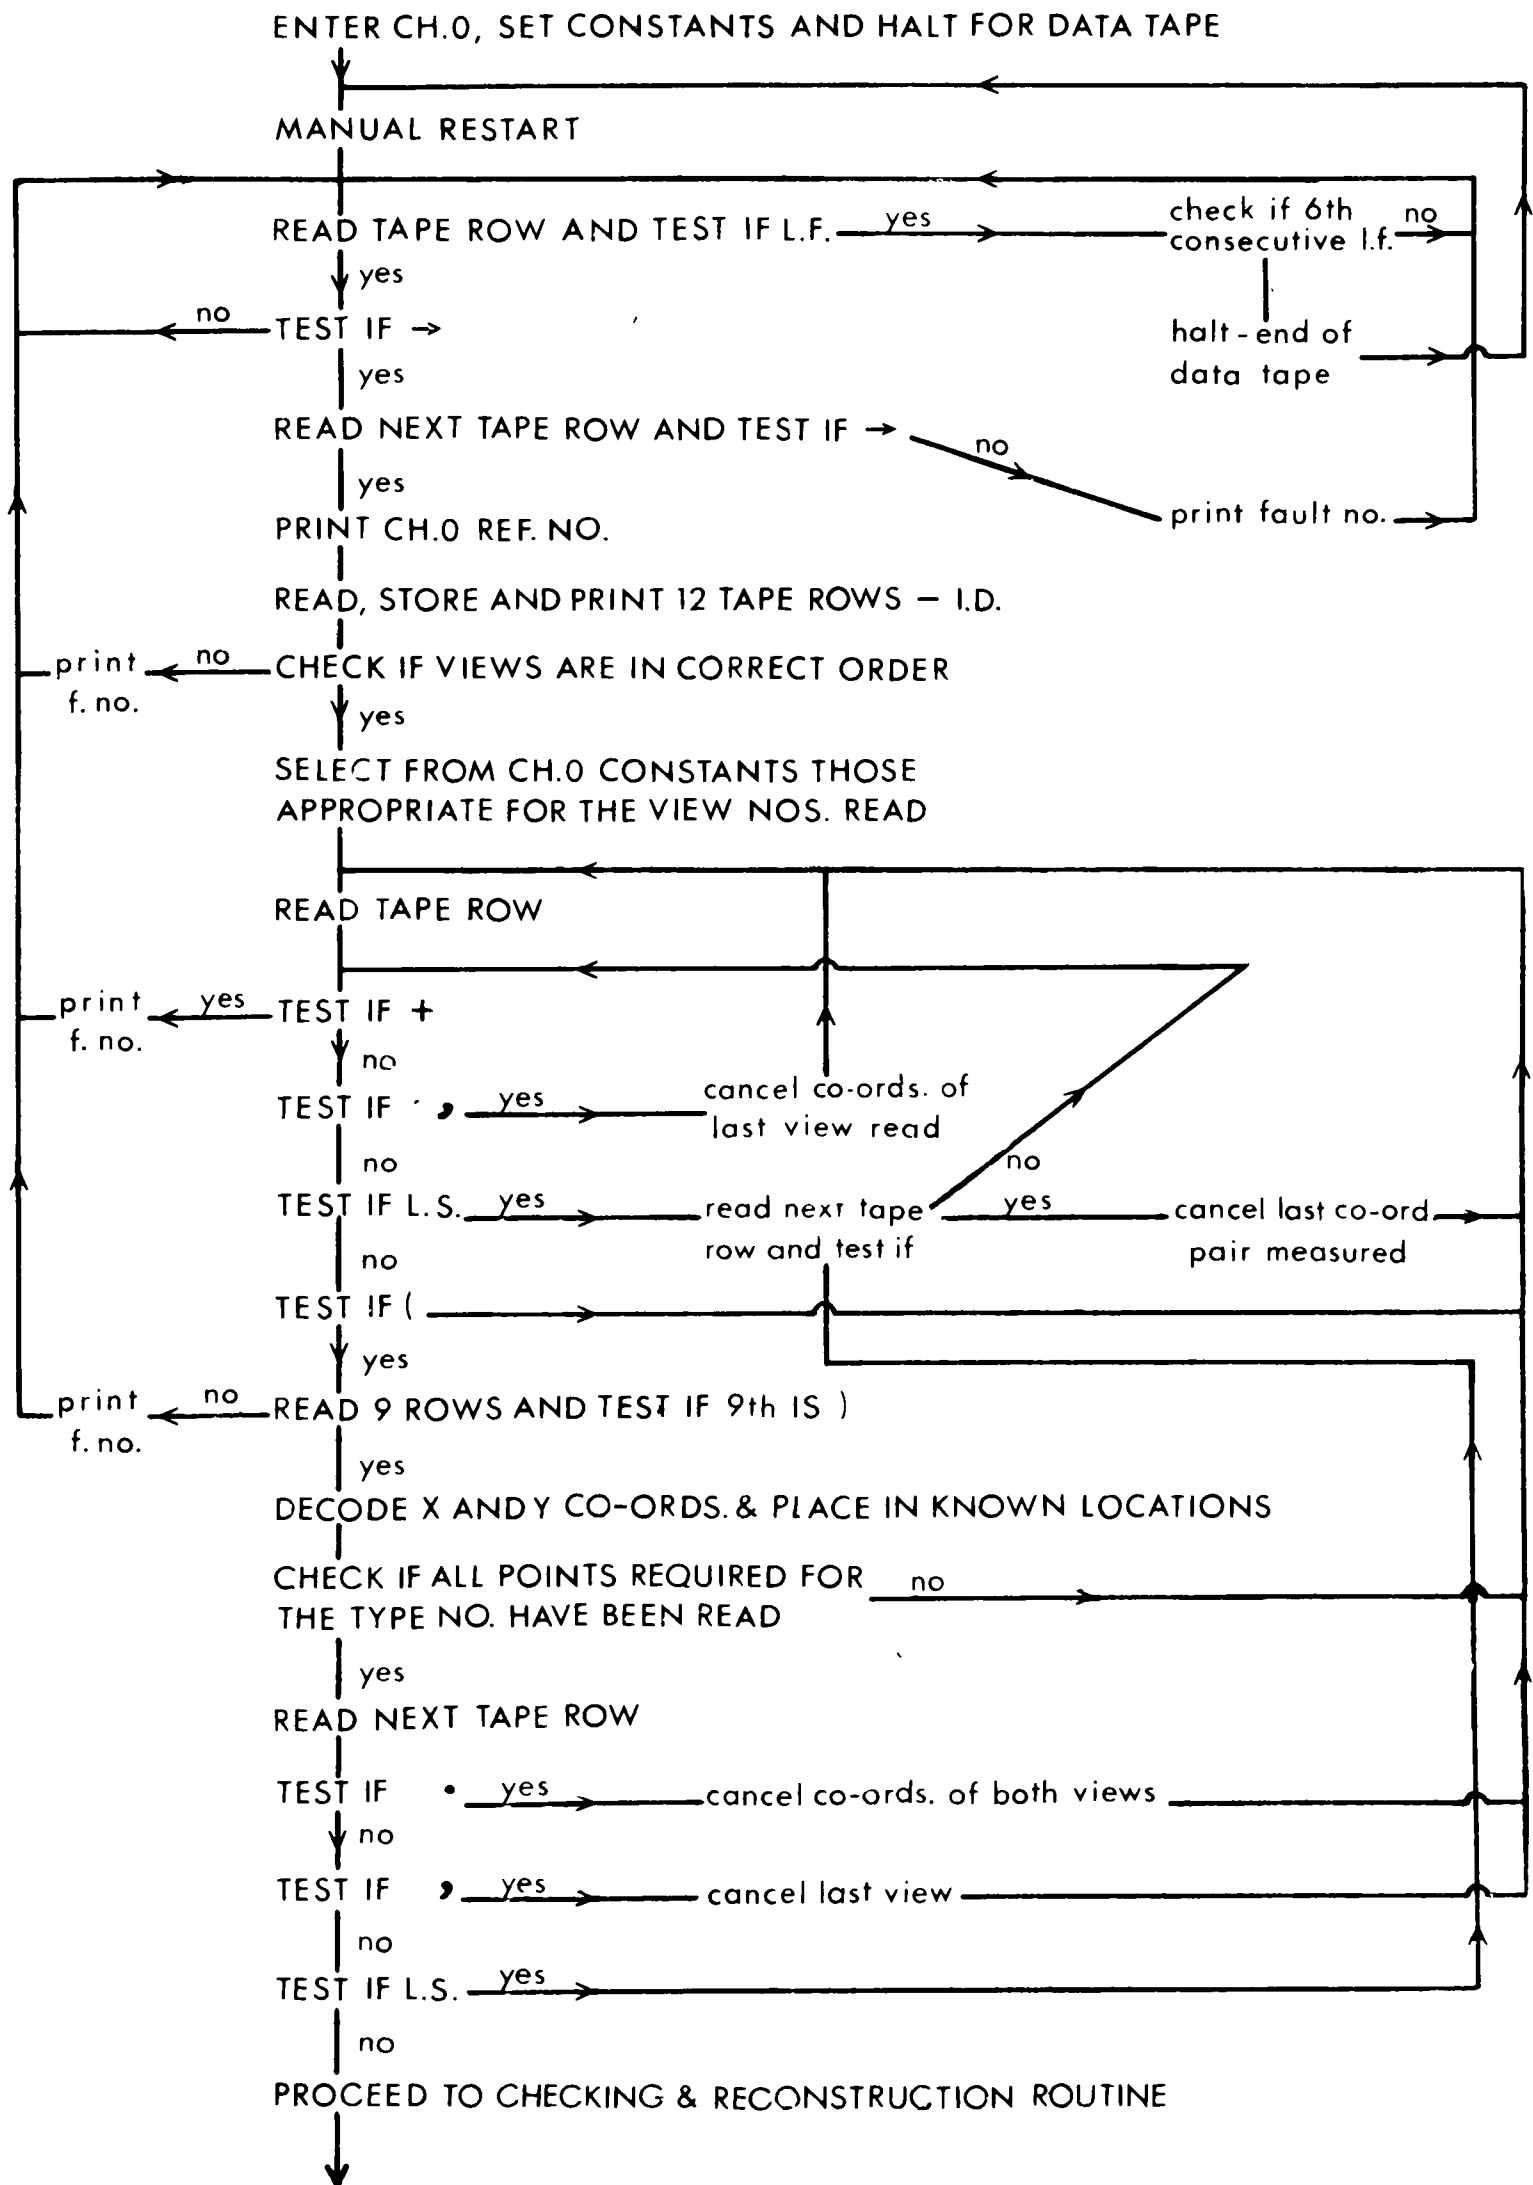 ENTER CH.0, SET CONSTANTS AND HALT FOR DATA TAPE
MANUAL RESTART
READ TAPE ROW AND TEST IF L.F. yes check if 6th no
consecutive l.f.
yes
no TEST IF →
halt - end of
data tape
yes
READ NEXT TAPE ROW AND TEST IF →
no
yes
print fault no.
PRINT CH.0 REF. NO.
READ, STORE AND PRINT 12 TAPE ROWS – I.D.
print no CHECK IF VIEWS ARE IN CORRECT ORDER
f. no.
yes
SELECT FROM CH.0 CONSTANTS THOSE
APPROPRIATE FOR THE VIEW NOS. READ
READ TAPE ROW
print yes TEST IF +
f. no.
no
TEST IF , yes cancel co-ords. of
last view read
no
no
TEST IF L.S. yes read next tape yes cancel last co-ord
row and test if pair measured
no
TEST IF (
yes
print no READ 9 ROWS AND TEST IF 9th IS )
f. no.
yes
DECODE X AND Y CO-ORDS. & PLACE IN KNOWN LOCATIONS
CHECK IF ALL POINTS REQUIRED FOR no
THE TYPE NO. HAVE BEEN READ
yes
READ NEXT TAPE ROW
TEST IF . yes cancel co-ords. of both views
no
TEST IF , yes cancel last view
no
TEST IF L.S. yes
no
PROCEED TO CHECKING & RECONSTRUCTION ROUTINE